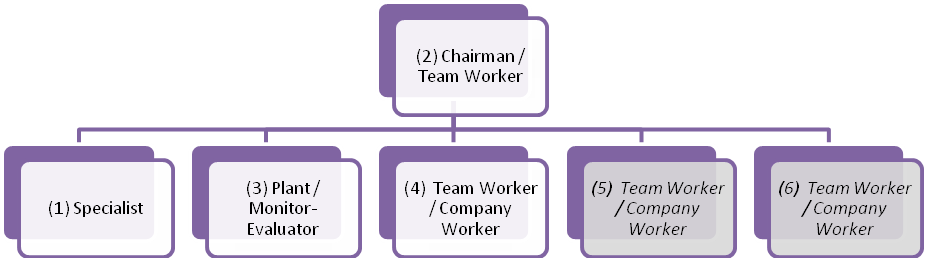 (2) Chairman /
Team Worker
(1) Specialist
(3) Plant /
Monitor-
Evaluator
(4) Team Worker
/ Company
Worker
(5) Team Worker
/ Company
Worker
(6) Team Worker
/ Company
Worker